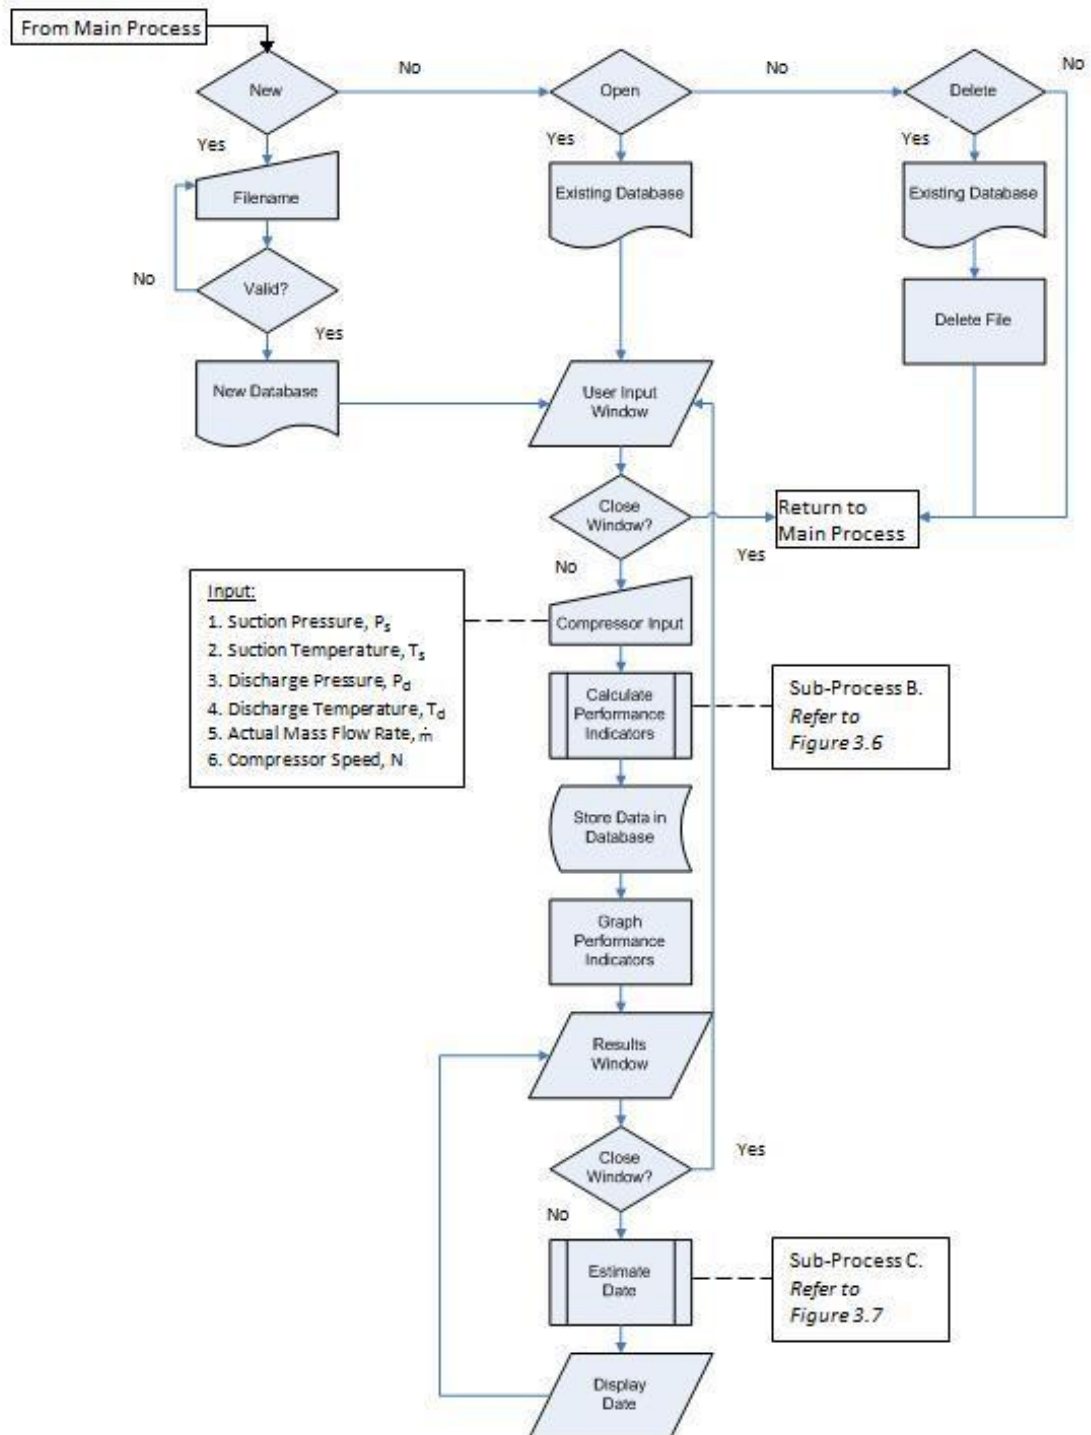 From Main Process
New
No
Open
No
Delete
No
Yes
Yes
Yes
Filename
Existing Database
Existing Database
No
Valid?
Yes
Delete File
New Database
User Input
Window
Close
Window?
Return to
Main Process
Yes
No
Input:
1. Suction Pressure, Pₛ
2. Suction Temperature, Tₛ
3. Discharge Pressure, P_d
4. Discharge Temperature, T_d
5. Actual Mass Flow Rate, ṁ
6. Compressor Speed, N
Compressor Input
Calculate
Performance
Indicators
Sub-Process B.
Refer to
Figure 3.6
Store Data in
Database
Graph
Performance
Indicators
Results
Window
Close
Window?
Yes
No
Estimate
Date
Sub-Process C.
Refer to
Figure 3.7
Display
Date